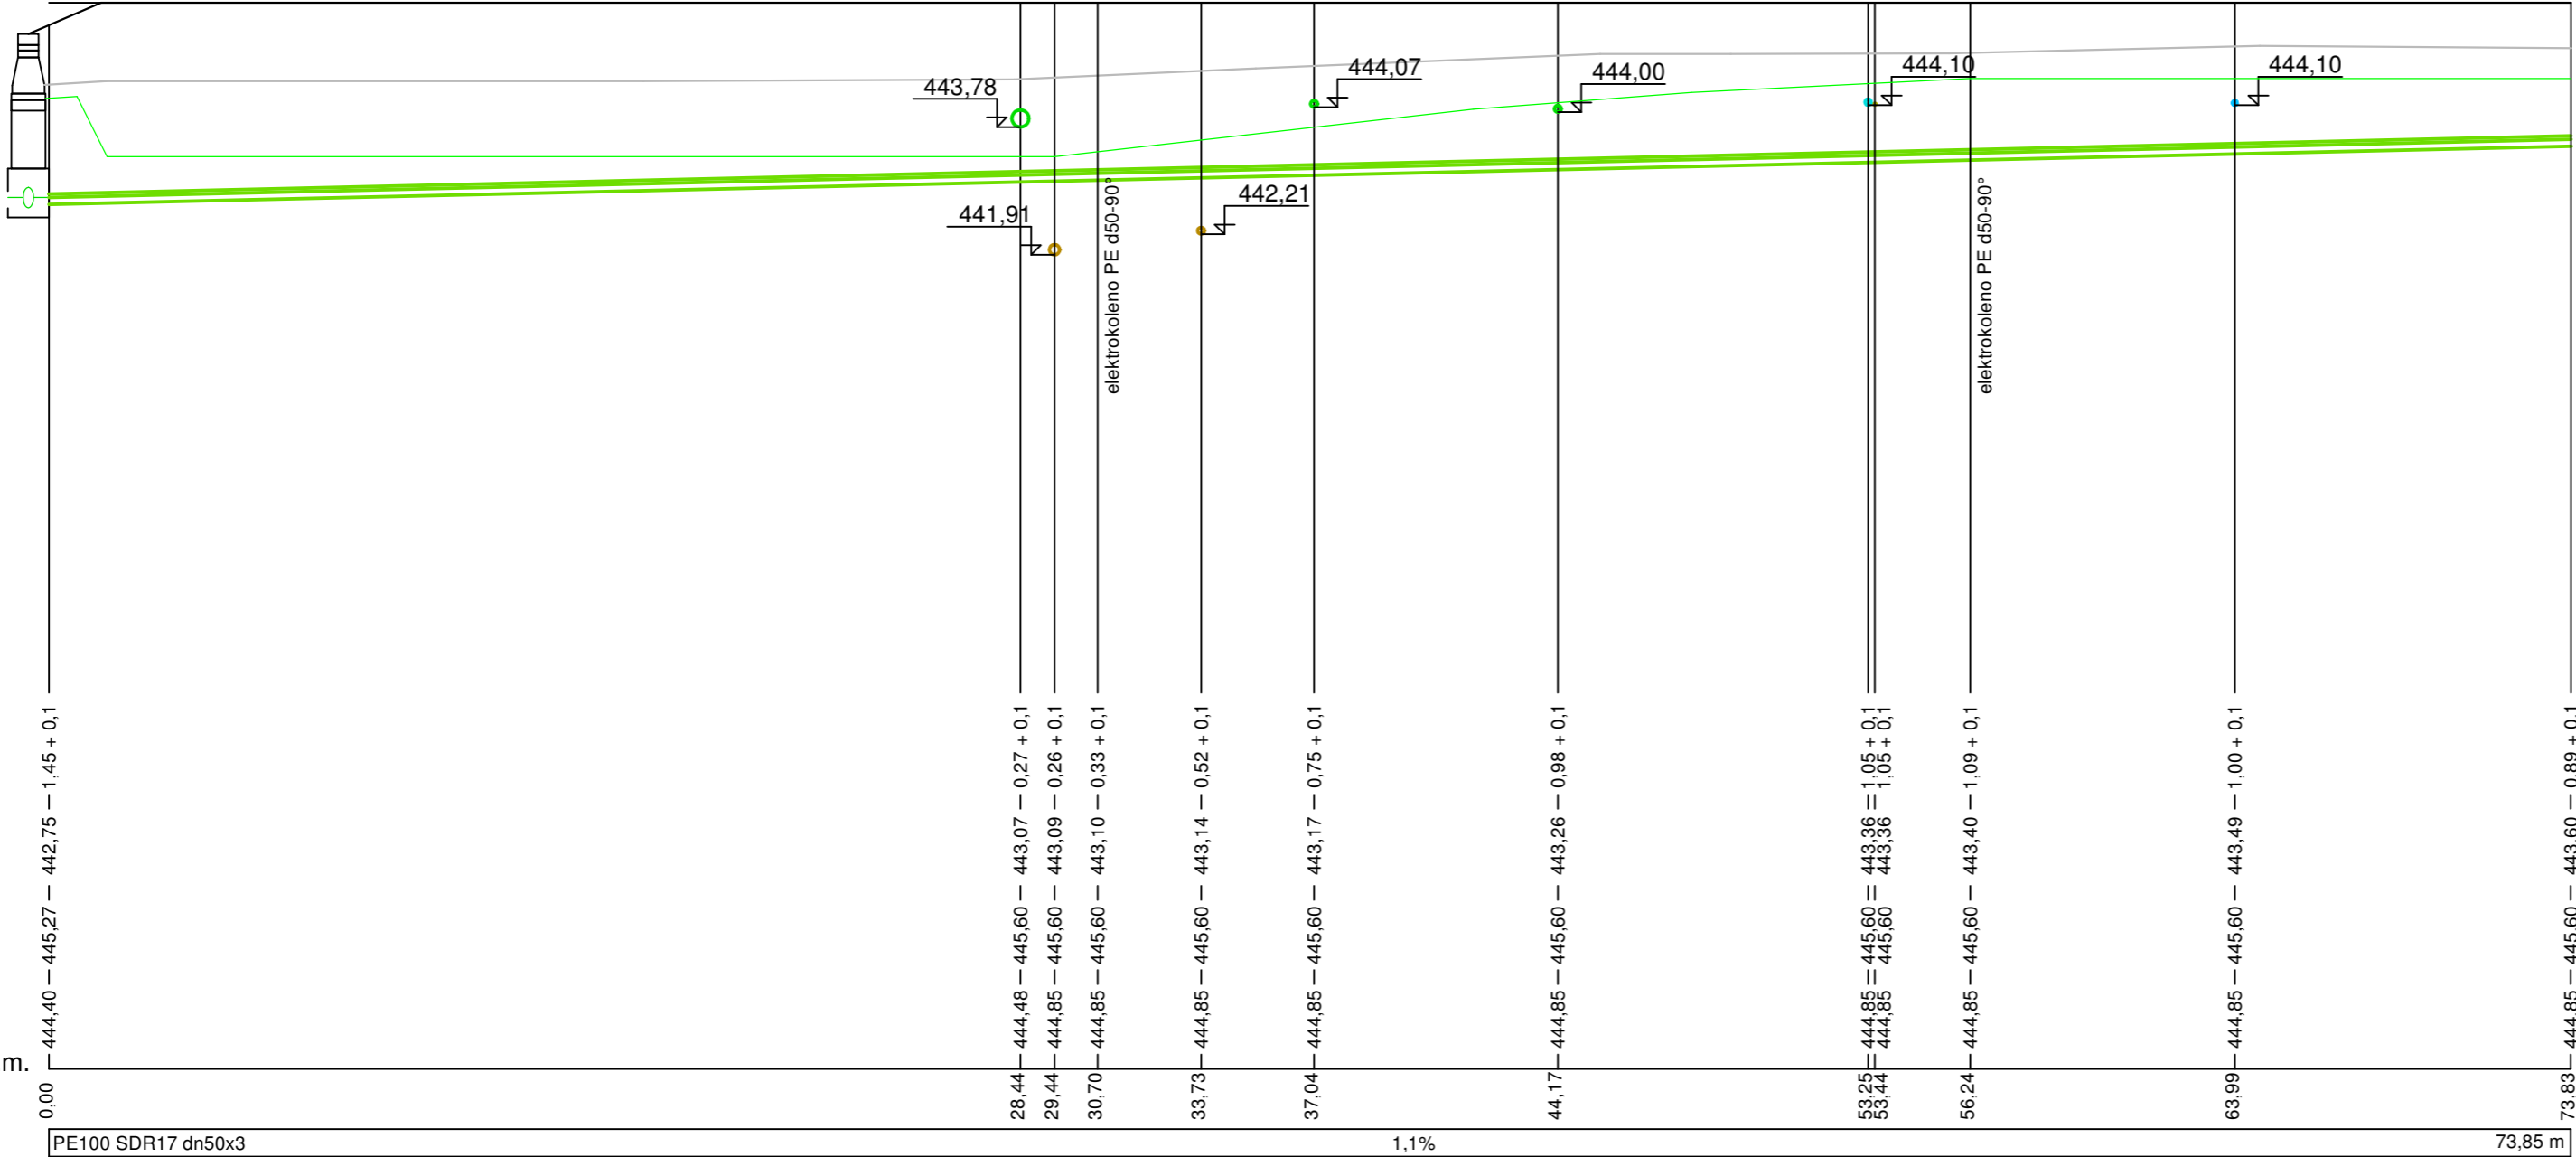 443,78
444,07
444,00
444,10
444,10
441,91
442,21
elektrokoleno PE d50-90°
elektrokoleno PE d50-90°
444,40 — 445,27 — 442,75 — 1,45 + 0,1
444,48 — 445,60 — 443,07 — 0,27 + 0,1
444,85 — 445,60 — 443,09 — 0,26 + 0,1
444,85 — 445,60 — 443,10 — 0,33 + 0,1
444,85 — 445,60 — 443,14 — 0,52 + 0,1
444,85 — 445,60 — 443,17 — 0,75 + 0,1
444,85 — 445,60 — 443,26 — 0,98 + 0,1
444,85 — 445,60 — 443,36 — 1,05 + 0,1
444,85 — 445,60 — 443,36 — 1,05 + 0,1
444,85 — 445,60 — 443,40 — 1,09 + 0,1
444,85 — 445,60 — 443,49 — 1,00 + 0,1
444,85 — 445,60 — 443,60 — 0,89 + 0,1
m.
0,00
28,44
29,44
30,70
33,73
37,04
44,17
53,25
53,44
56,24
63,99
73,83
PE100 SDR17 dn50x3
1,1%
73,85 m